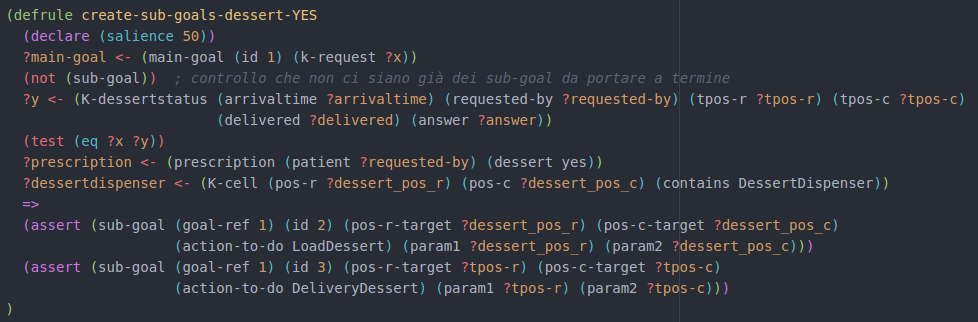 (defrule create-sub-goals-dessert-YES
  (declare (salience 50))
  ?main-goal <- (main-goal (id 1) (k-request ?x))
  (not (sub-goal))  ; controllo che non ci siano già dei sub-goal da portare a termine
  ?y <- (K-dessertstatus (arrivaltime ?arrivaltime) (requested-by ?requested-by) (tpos-r ?tpos-r) (tpos-c ?tpos-c)
                         (delivered ?delivered) (answer ?answer))
  (test (eq ?x ?y))
  ?prescription <- (prescription (patient ?requested-by) (dessert yes))
  ?dessertdispenser <- (K-cell (pos-r ?dessert_pos_r) (pos-c ?dessert_pos_c) (contains DessertDispenser))
  =>
  (assert (sub-goal (goal-ref 1) (id 2) (pos-r-target ?dessert_pos_r) (pos-c-target ?dessert_pos_c)
                    (action-to-do LoadDessert) (param1 ?dessert_pos_r) (param2 ?dessert_pos_c)))
  (assert (sub-goal (goal-ref 1) (id 3) (pos-r-target ?tpos-r) (pos-c-target ?tpos-c)
                    (action-to-do DeliveryDessert) (param1 ?tpos-r) (param2 ?tpos-c)))
)